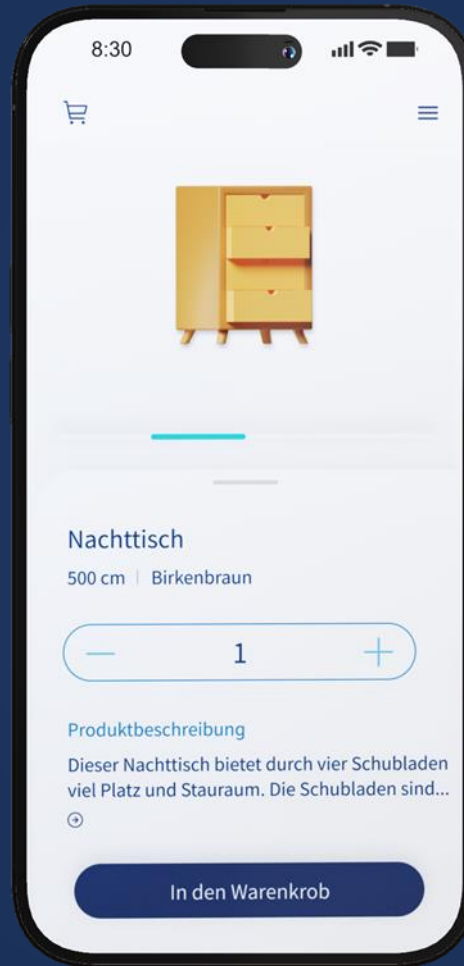 8:30
Nachttisch
500 cm | Birkenbraun
1
Produktbeschreibung
Dieser Nachttisch bietet durch vier Schubladen
viel Platz und Stauraum. Die Schubladen sind...
In den Warenkrob